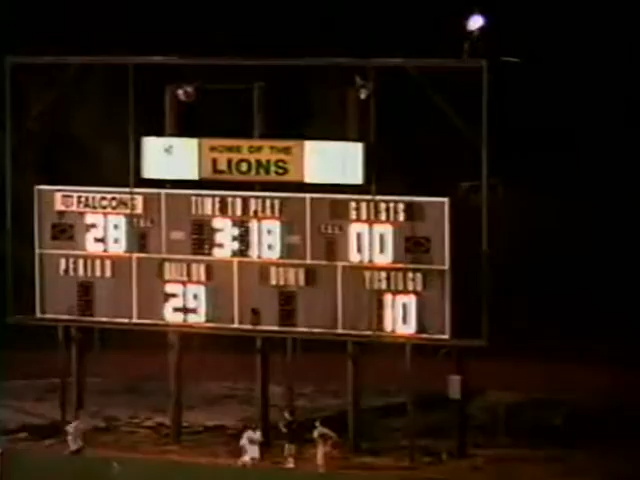 HOME OF THE
LIONS
FALCONS TIME TO PLAY GUESTS
28 3:18 00
PERIOD BALL ON DOWN YDS TO GO
29 10